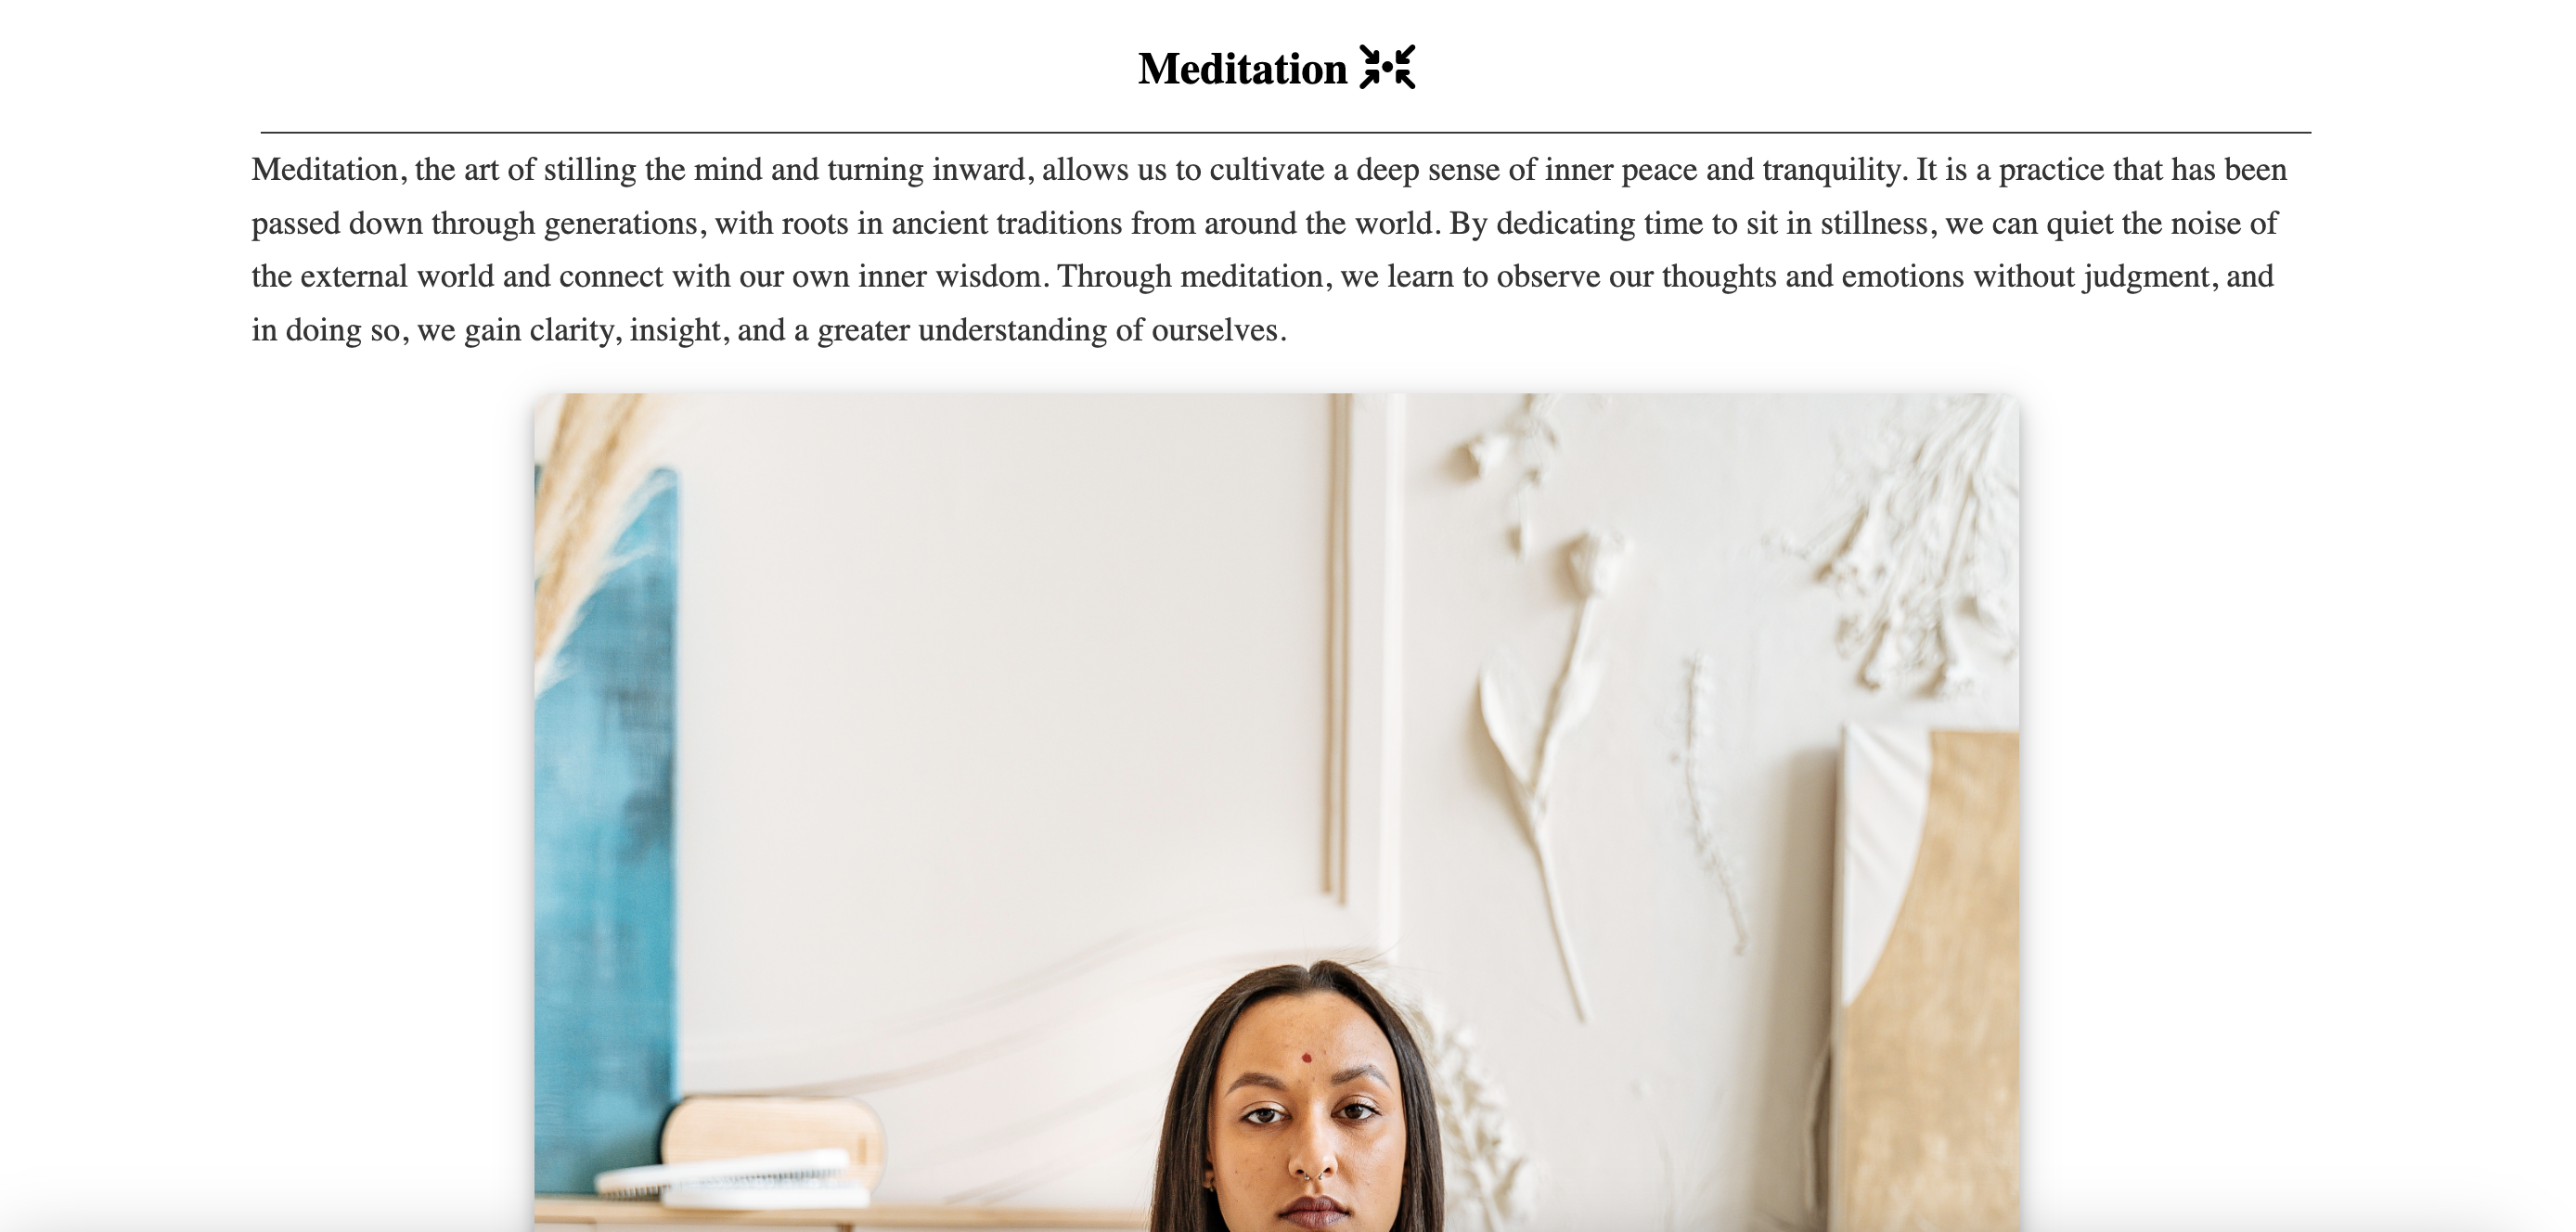 Meditation
Meditation, the art of stilling the mind and turning inward, allows us to cultivate a deep sense of inner peace and tranquility. It is a practice that has been
passed down through generations, with roots in ancient traditions from around the world. By dedicating time to sit in stillness, we can quiet the noise of
the external world and connect with our own inner wisdom. Through meditation, we learn to observe our thoughts and emotions without judgment, and
in doing so, we gain clarity, insight, and a greater understanding of ourselves.